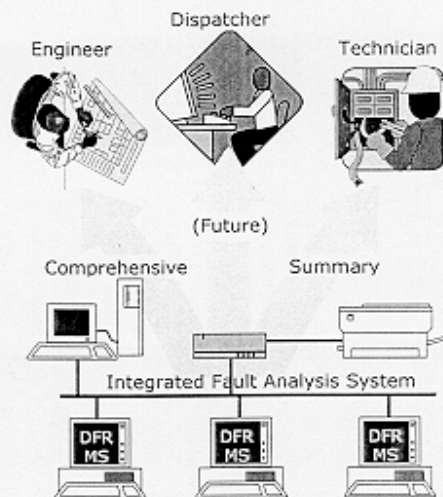 Dispatcher
Engineer
Technician
(Future)
Comprehensive
Summary
Integrated Fault Analysis System
DFR
MS
DFR
MS
DFR
MS